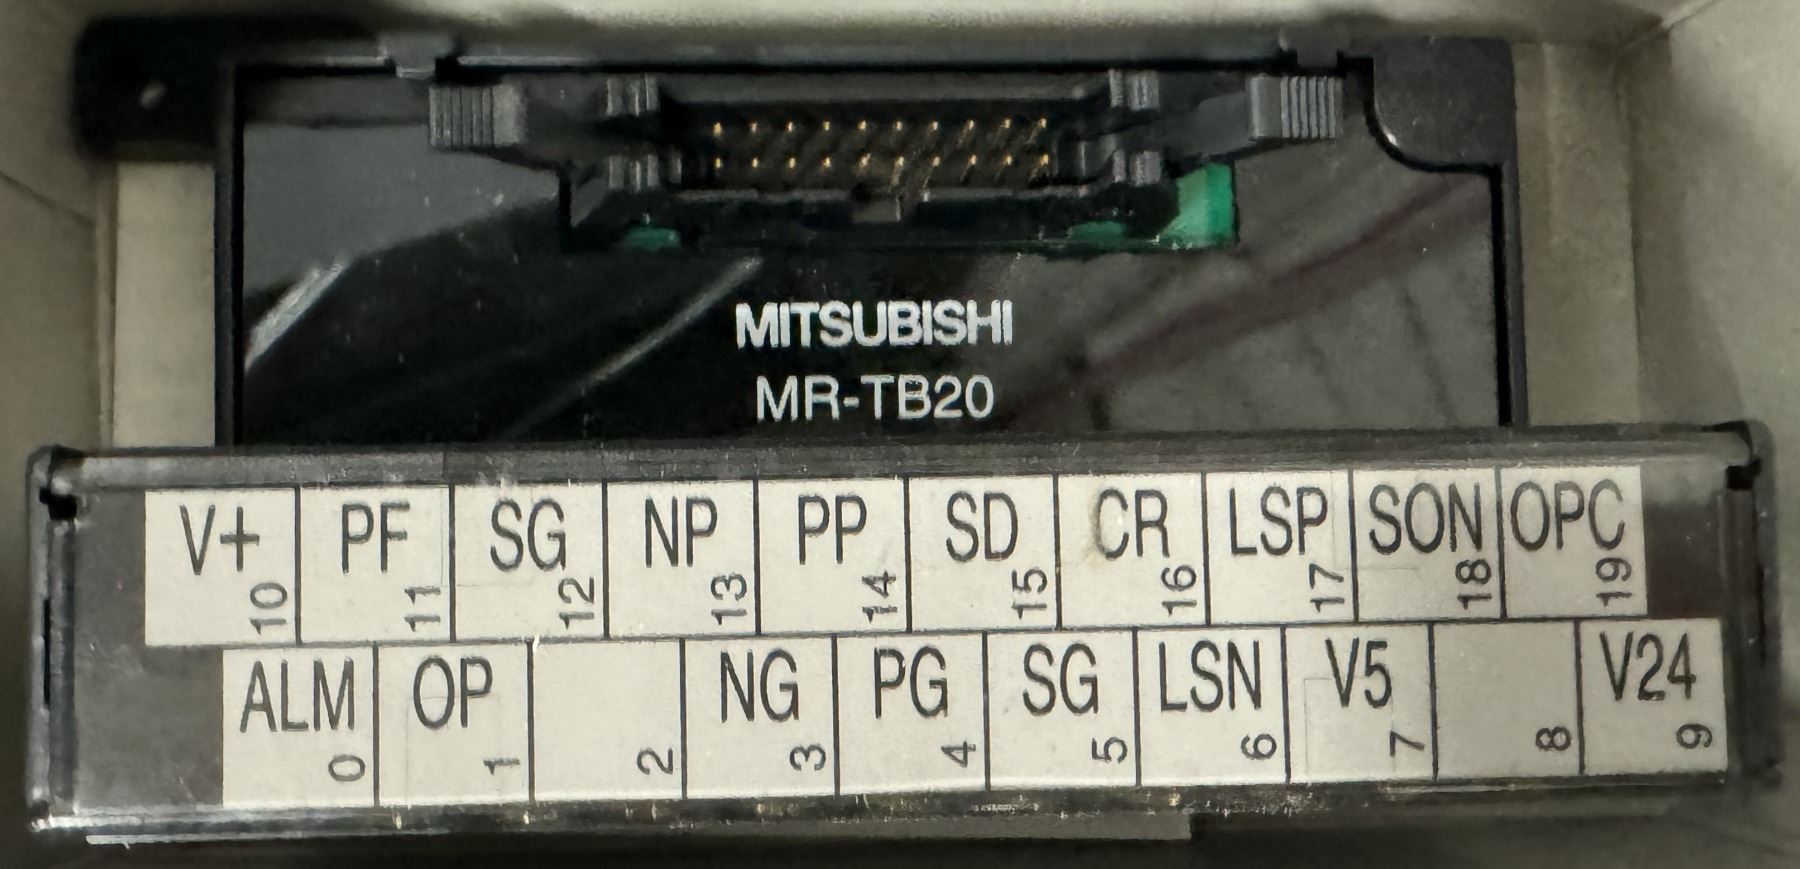 MITSUBISHI
MR-TB20
V+ PF SG NP PP SD CR LSP SON OPC
10 11 12 13 14 15 16 17 18 19
ALM OP NG PG SG LSN V5 V24
0 1 2 3 4 5 6 7 8 9